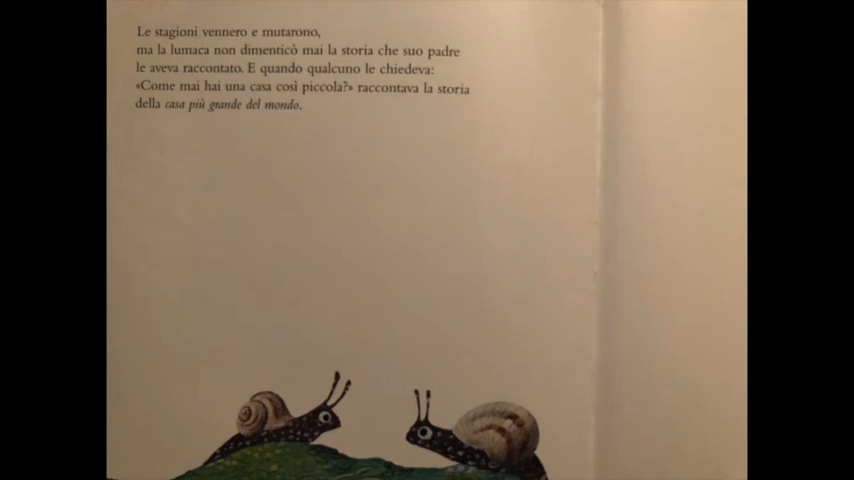 Le stagioni vennero e mutarono,
ma la lumaca non dimenticò mai la storia che suo padre
le aveva raccontato. E quando qualcuno le chiedeva:
«Come mai hai una casa così piccola?» raccontava la storia
della casa più grande del mondo.